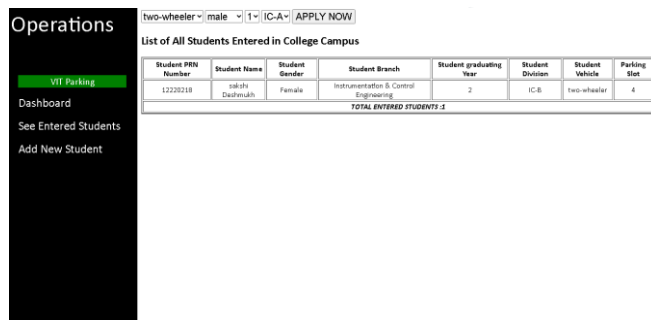 Operations
VIT Parking
Dashboard
See Entered Students
Add New Student
two-wheeler male 1 IC-A APPLY NOW
List of All Students Entered in College Campus
Student PRN Number Student Name Student Gender Student Branch Student graduating Year Student Division Student Vehicle Parking Slot
12220218 sakshi Deshmukh Female Instrumentation & Control Engineering 2 IC-B two-wheeler 4
TOTAL ENTERED STUDENTS :1